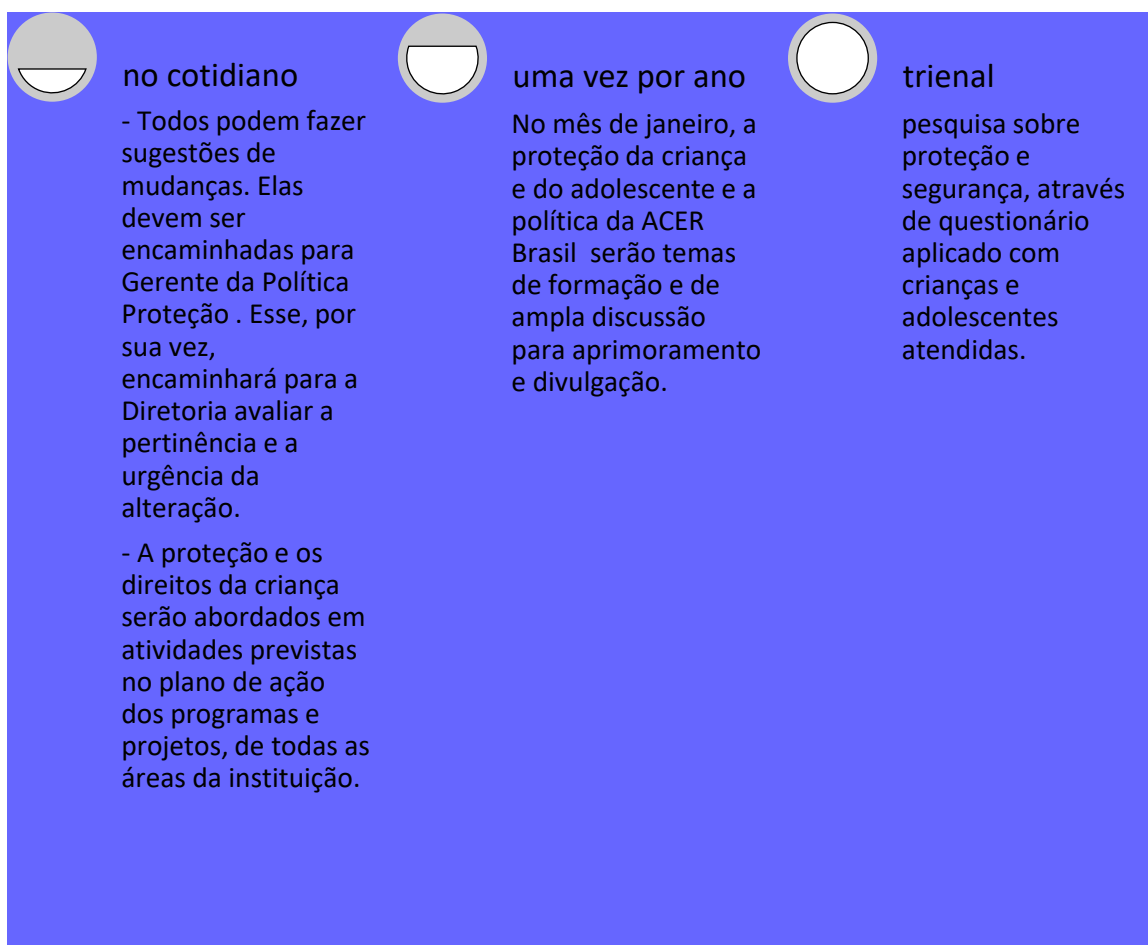 no cotidiano
- Todos podem fazer
sugestões de
mudanças. Elas
devem ser
encaminhadas para
Gerente da Política
Proteção . Esse, por
sua vez,
encaminhará para a
Diretoria avaliar a
pertinência e a
urgência da
alteração.
- A proteção e os
direitos da criança
serão abordados em
atividades previstas
no plano de ação
dos programas e
projetos, de todas as
áreas da instituição.
uma vez por ano
No mês de janeiro, a
proteção da criança
e do adolescente e a
política da ACER
Brasil  serão temas
de formação e de
ampla discussão
para aprimoramento
e divulgação.
trienal
pesquisa sobre
proteção e
segurança, através
de questionário
aplicado com
crianças e
adolescentes
atendidas.